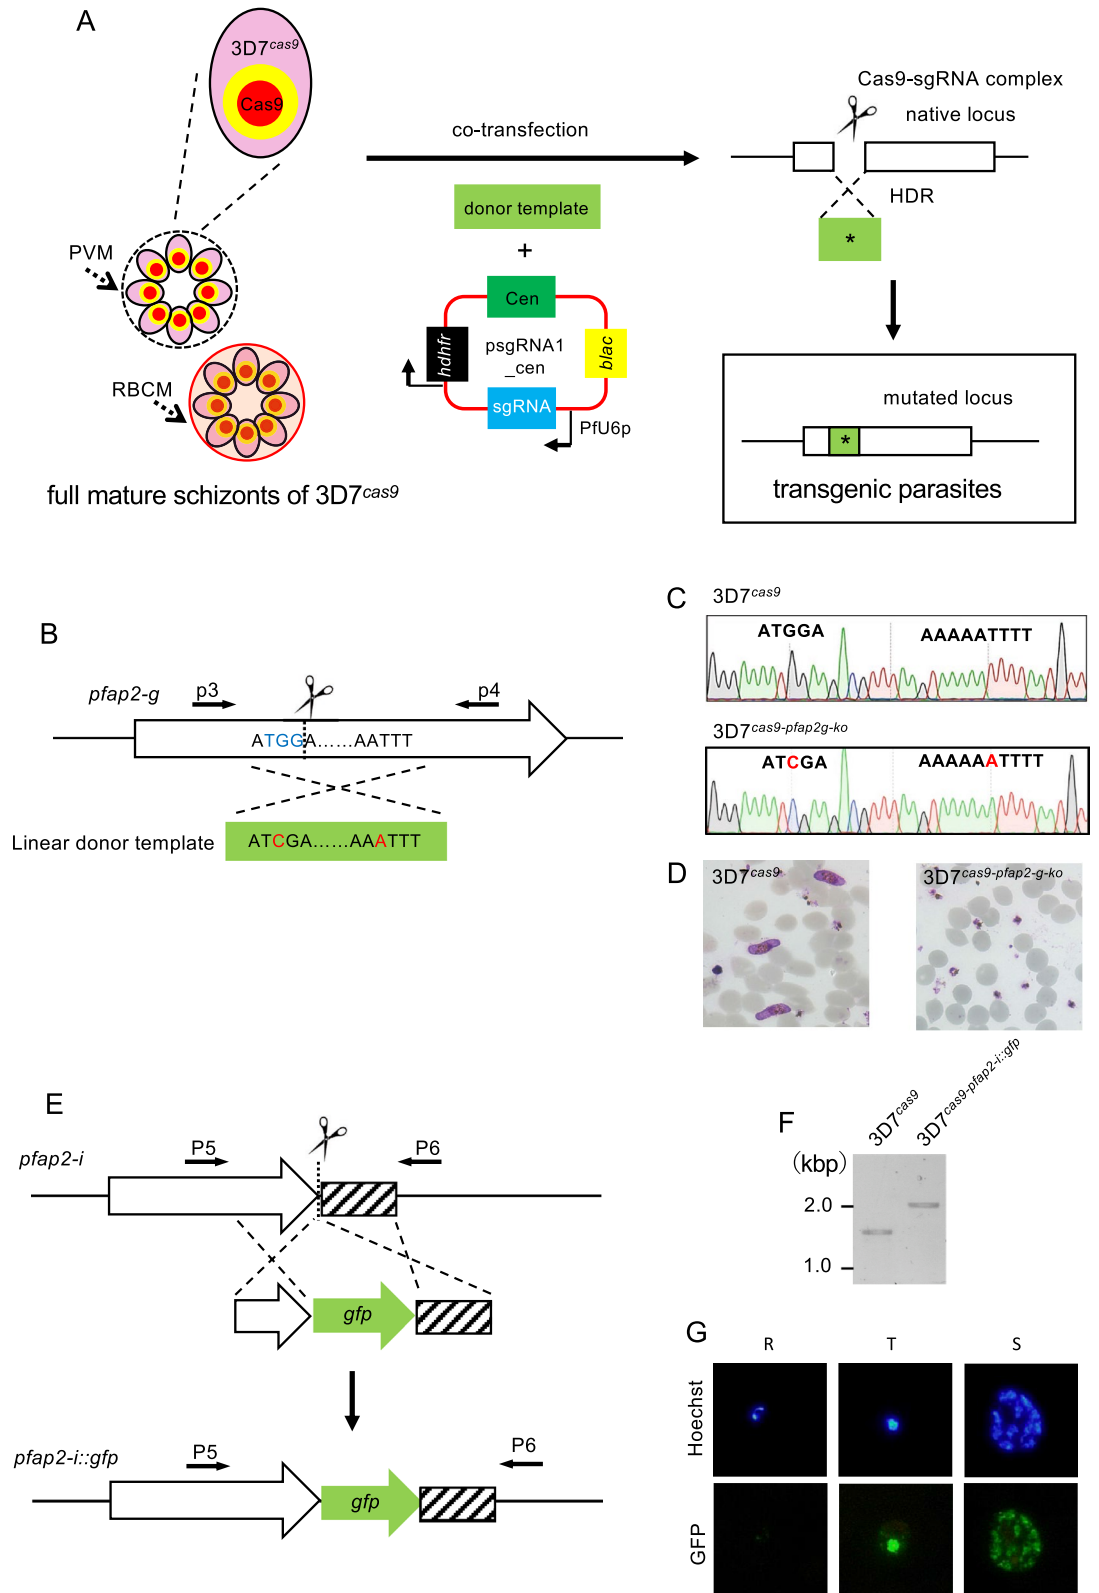 A
3D7cas9
Cas9
PVM
RBCM
full mature schizonts of 3D7cas9
co-transfection
donor template
+
Cen
hdhfr
psgRNA1
_cen
blac
sgRNA
PfU6p
Cas9-sgRNA complex
native locus
HDR
*
mutated locus
*
transgenic parasites
B
pfap2-g
p3
p4
ATGGA......AATTT
Linear donor template
ATCGA......AAATTT
C
3D7cas9
ATGGA
AAAAATTTT
3D7cas9-pfap2g-ko
ATCGA
AAAAAATTTT
D
3D7cas9
3D7cas9-pfap2-g-ko
E
pfap2-i
P5
P6
gfp
pfap2-i::gfp
P5
P6
gfp
F
3D7cas9
3D7cas9-pfap2-i::gfp
(kbp)
2.0
1.0
G
R
T
S
Hoechst
GFP